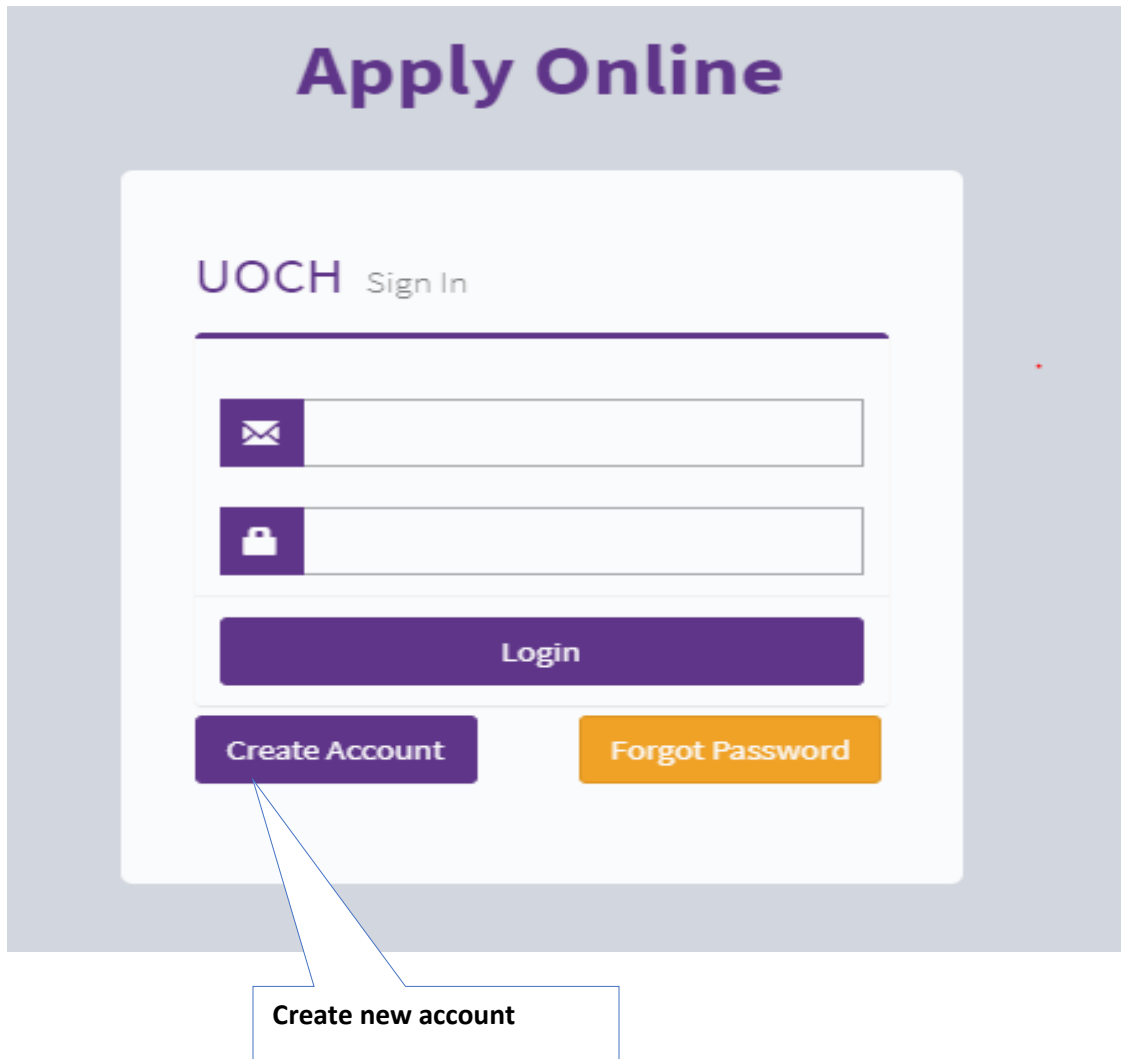 Apply Online
UOCH Sign In
Login
Create Account Forgot Password
Create new account